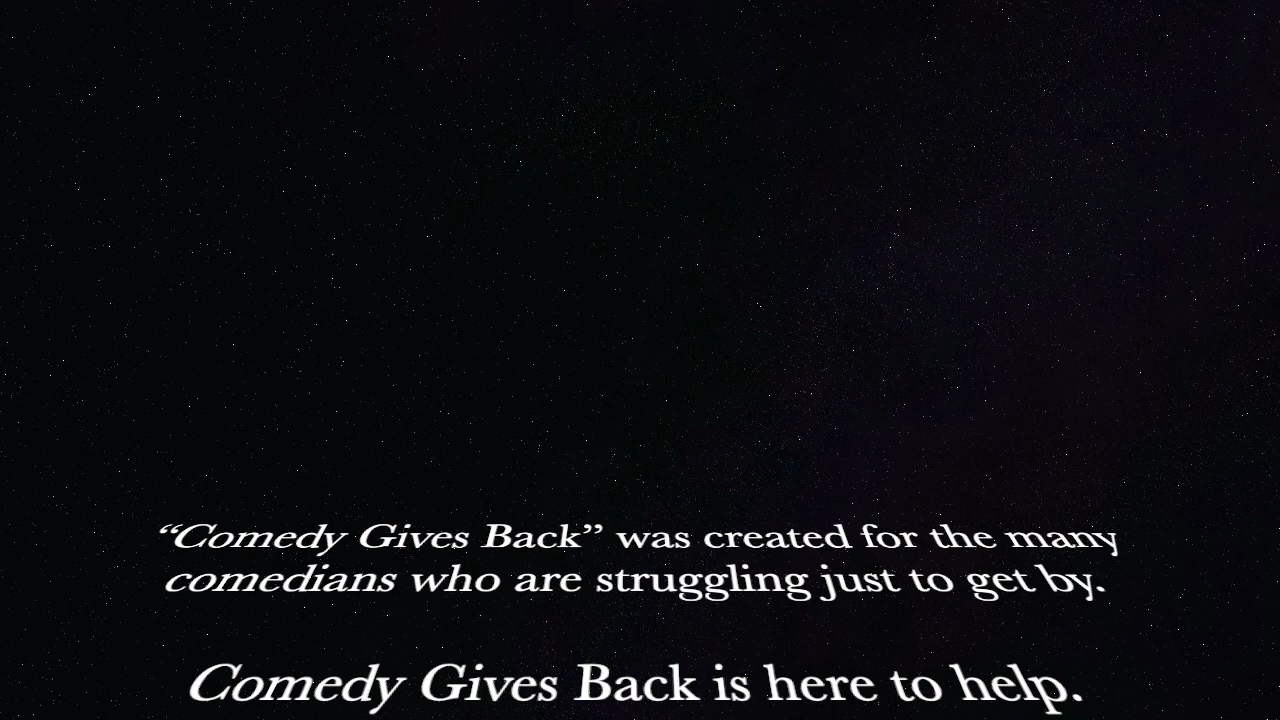 “Comedy Gives Back” was created for the many
comedians who are struggling just to get by.
Comedy Gives Back is here to help.